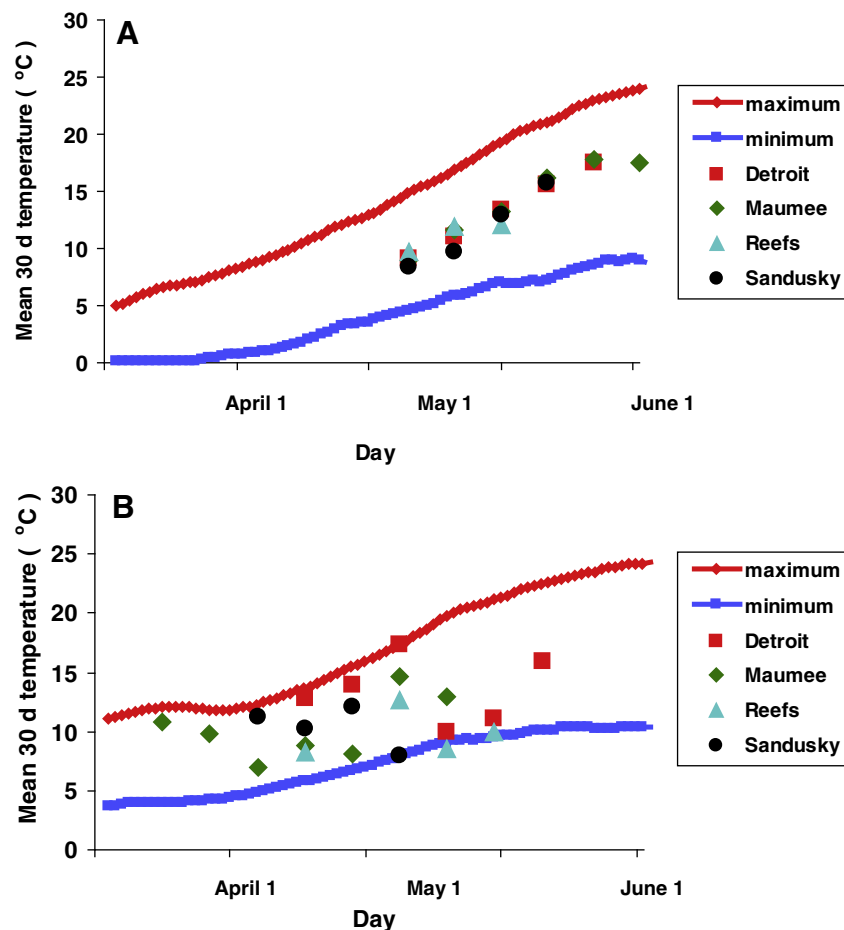 A
Mean 30 d temperature ( °C )
30
25
20
15
10
5
0
April 1
May 1
June 1
Day
maximum
minimum
Detroit
Maumee
Reefs
Sandusky
B
Mean 30 d temperature ( °C )
30
25
20
15
10
5
0
April 1
May 1
June 1
Day
maximum
minimum
Detroit
Maumee
Reefs
Sandusky